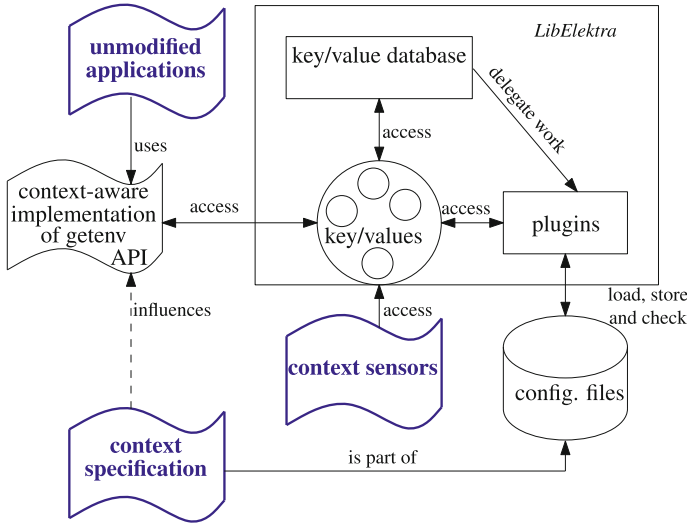 unmodified
applications
LibElektra
key/value database
delegate work
uses
access
context-aware
implementation
of getenv
API
access
key/values
access
plugins
influences
access
load, store
and check
context sensors
config. files
context
specification
is part of